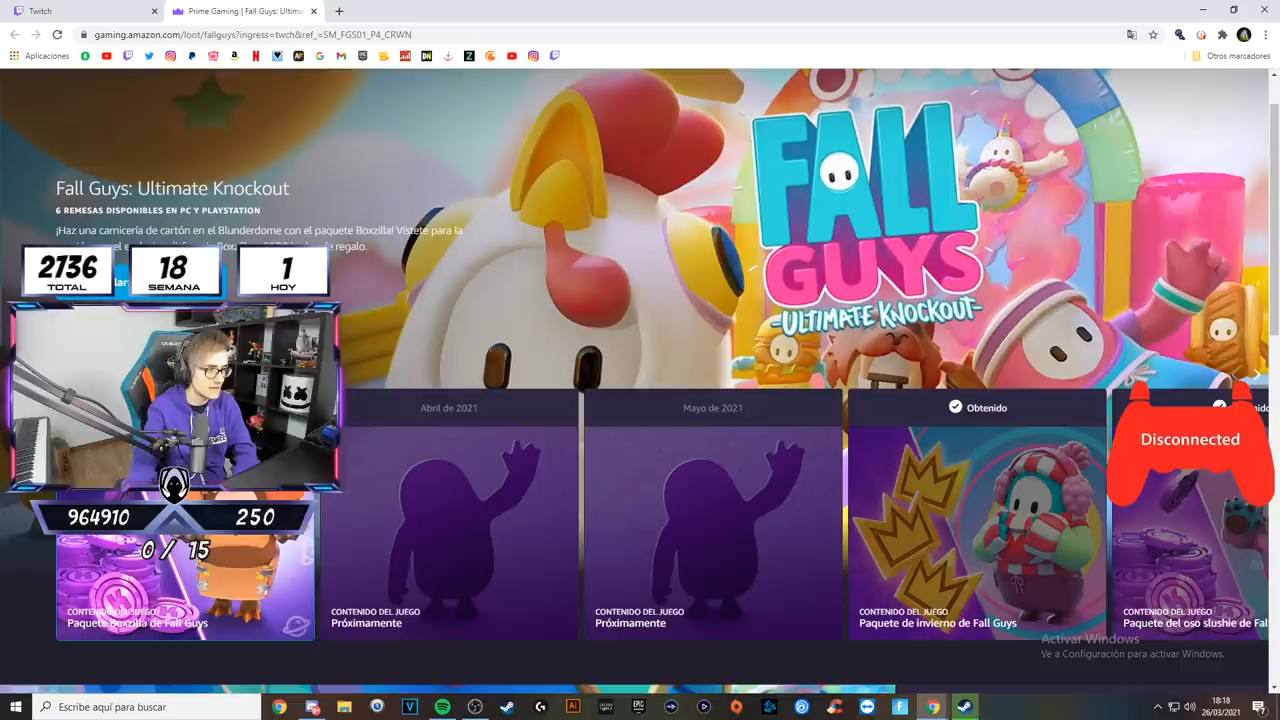 Twitch
Prime Gaming | Fall Guys: Ultima
gaming.amazon.com/loot/fallguys?ingress=twch&ref_=SM_FGS01_P4_CRWN
Aplicaciones
Otros marcadores
Fall Guys: Ultimate Knockout
6 REMESAS DISPONIBLES EN PC Y PLAYSTATION
¡Haz una carnicería de cartón en el Blunderdome con el paquete Boxzilla! Vístete para la
regalo.
FALL
GUYS
-ULTIMATE KNOCKOUT-
2736
TOTAL
18
SEMANA
1
HOY
Abril de 2021
Mayo de 2021
Obtenido
Disconnected
964910
250
0 / 15
CONTENIDO DEL JUEGO
Paquete Boxzilla de Fall Guys
CONTENIDO DEL JUEGO
Próximamente
CONTENIDO DEL JUEGO
Próximamente
CONTENIDO DEL JUEGO
Paquete de invierno de Fall Guys
CONTENIDO DEL JUEGO
Paquete del oso slushie de Fal
Activar Windows
Ve a Configuración para activar Windows.
Escribe aquí para buscar
18:18
26/03/2021